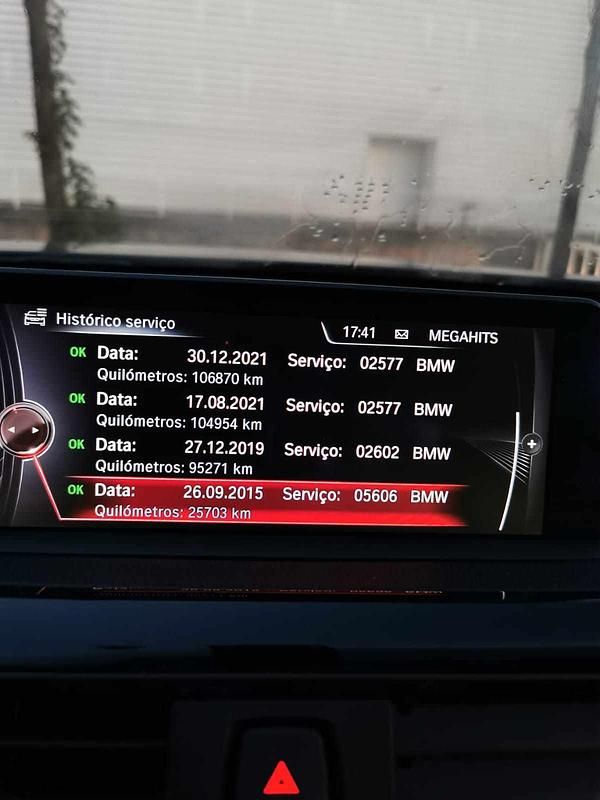 Histórico serviço
17:41 MEGAHITS
OK Data: 30.12.2021 Serviço: 02577 BMW
Quilómetros: 106870 km
OK Data: 17.08.2021 Serviço: 02577 BMW
Quilómetros: 104954 km
OK Data: 27.12.2019 Serviço: 02602 BMW
Quilómetros: 95271 km
OK Data: 26.09.2015 Serviço: 05606 BMW
Quilómetros: 25703 km